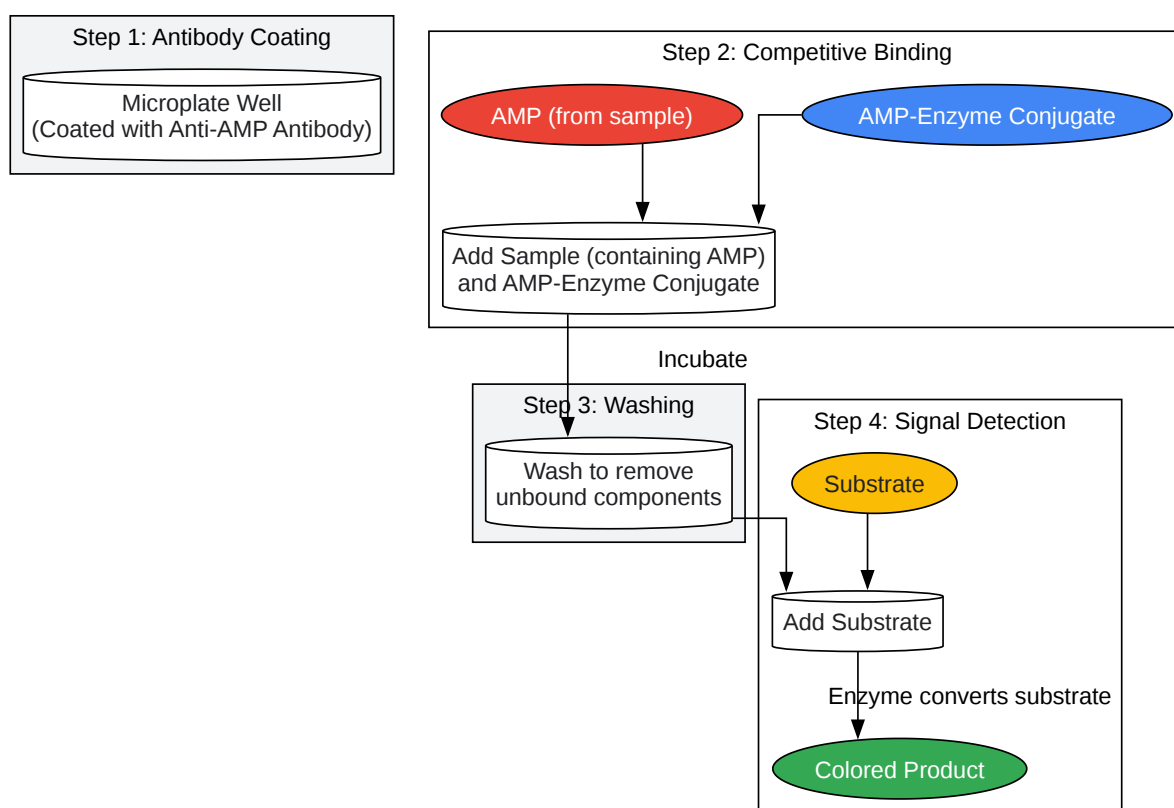 Step 1: Antibody Coating
Microplate Well
(Coated with Anti-AMP Antibody)
Step 2: Competitive Binding
AMP (from sample)
AMP-Enzyme Conjugate
Add Sample (containing AMP)
and AMP-Enzyme Conjugate
Incubate
Step 3: Washing
Wash to remove
unbound components
Step 4: Signal Detection
Substrate
Add Substrate
Enzyme converts substrate
Colored Product